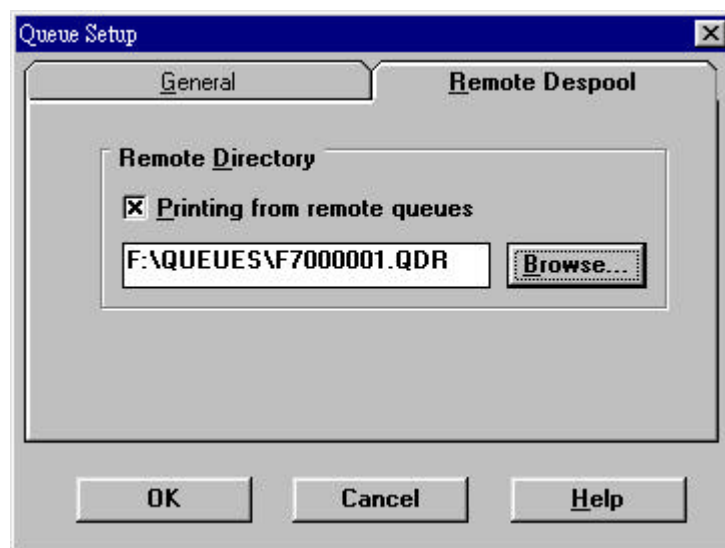 Queue Setup
General
Remote Despool
Remote Directory
Printing from remote queues
F:\QUEUES\F7000001.QDR
Browse...
OK
Cancel
Help